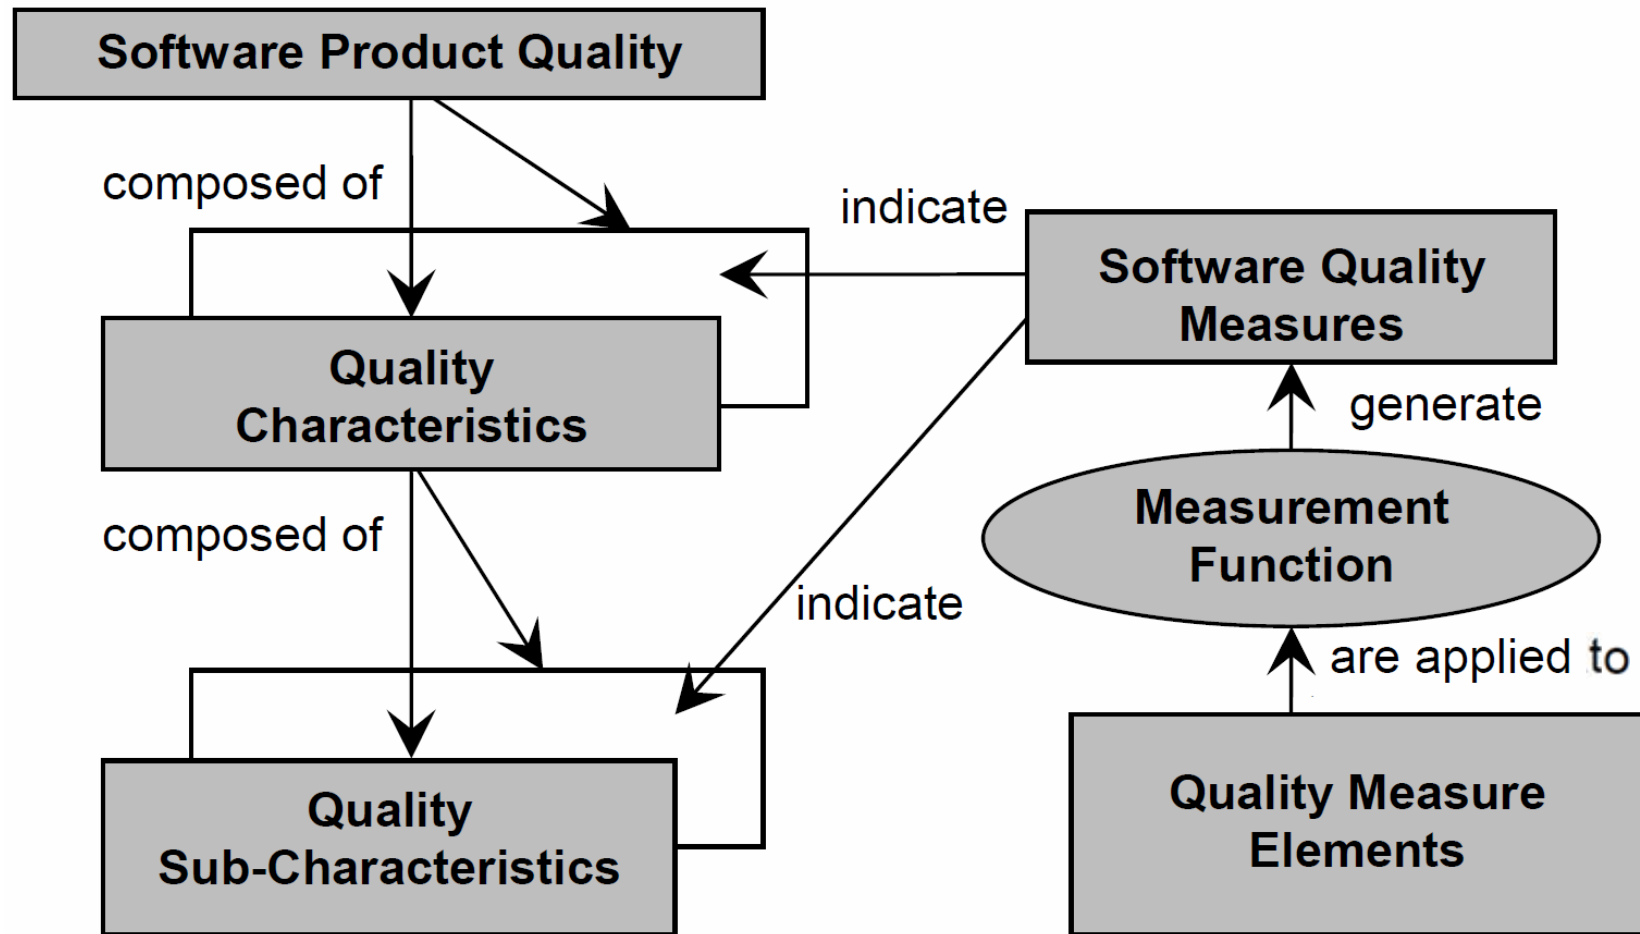 Software Product Quality
composed of
indicate
Software Quality
Measures
Quality
Characteristics
generate
composed of
Measurement
Function
indicate
are applied to
Quality
Sub-Characteristics
Quality Measure
Elements